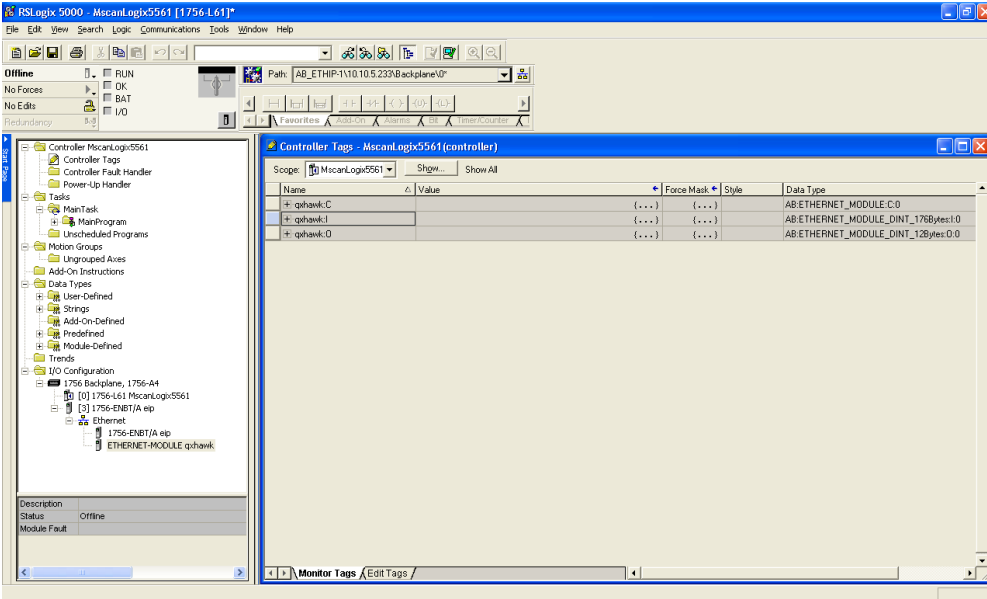 RSLogix 5000 - MscanLogix5561 [1756-L61]*
File Edit View Search Logic Communications Tools Window Help
Offline
RUN
No Forces
OK
BAT
No Edits
I/O
Redundancy
Path: AB_ETHIP-1\10.10.5.233\Backplane\0*
Favorites Add-On Alarms Bit Timer/Counter
Start Page
Controller MscanLogix5561
Controller Tags
Controller Fault Handler
Power-Up Handler
Tasks
MainTask
MainProgram
Unscheduled Programs
Motion Groups
Ungrouped Axes
Add-On Instructions
Data Types
User-Defined
Strings
Add-On-Defined
Predefined
Module-Defined
Trends
I/O Configuration
1756 Backplane, 1756-A4
[0] 1756-L61 MscanLogix5561
[3] 1756-ENBT/A eip
Ethernet
1756-ENBT/A eip
ETHERNET-MODULE qxhawk
Description
Status Offline
Module Fault
Controller Tags - MscanLogix5561(controller)
Scope: MscanLogix5561 Show... Show All
Name Value Force Mask Style Data Type
qxhawk:C {...} {...} AB:ETHERNET_MODULE:C:0
qxhawk:I {...} {...} AB:ETHERNET_MODULE_DINT_176Bytes:I:0
qxhawk:O {...} {...} AB:ETHERNET_MODULE_DINT_12Bytes:O:0
Monitor Tags Edit Tags